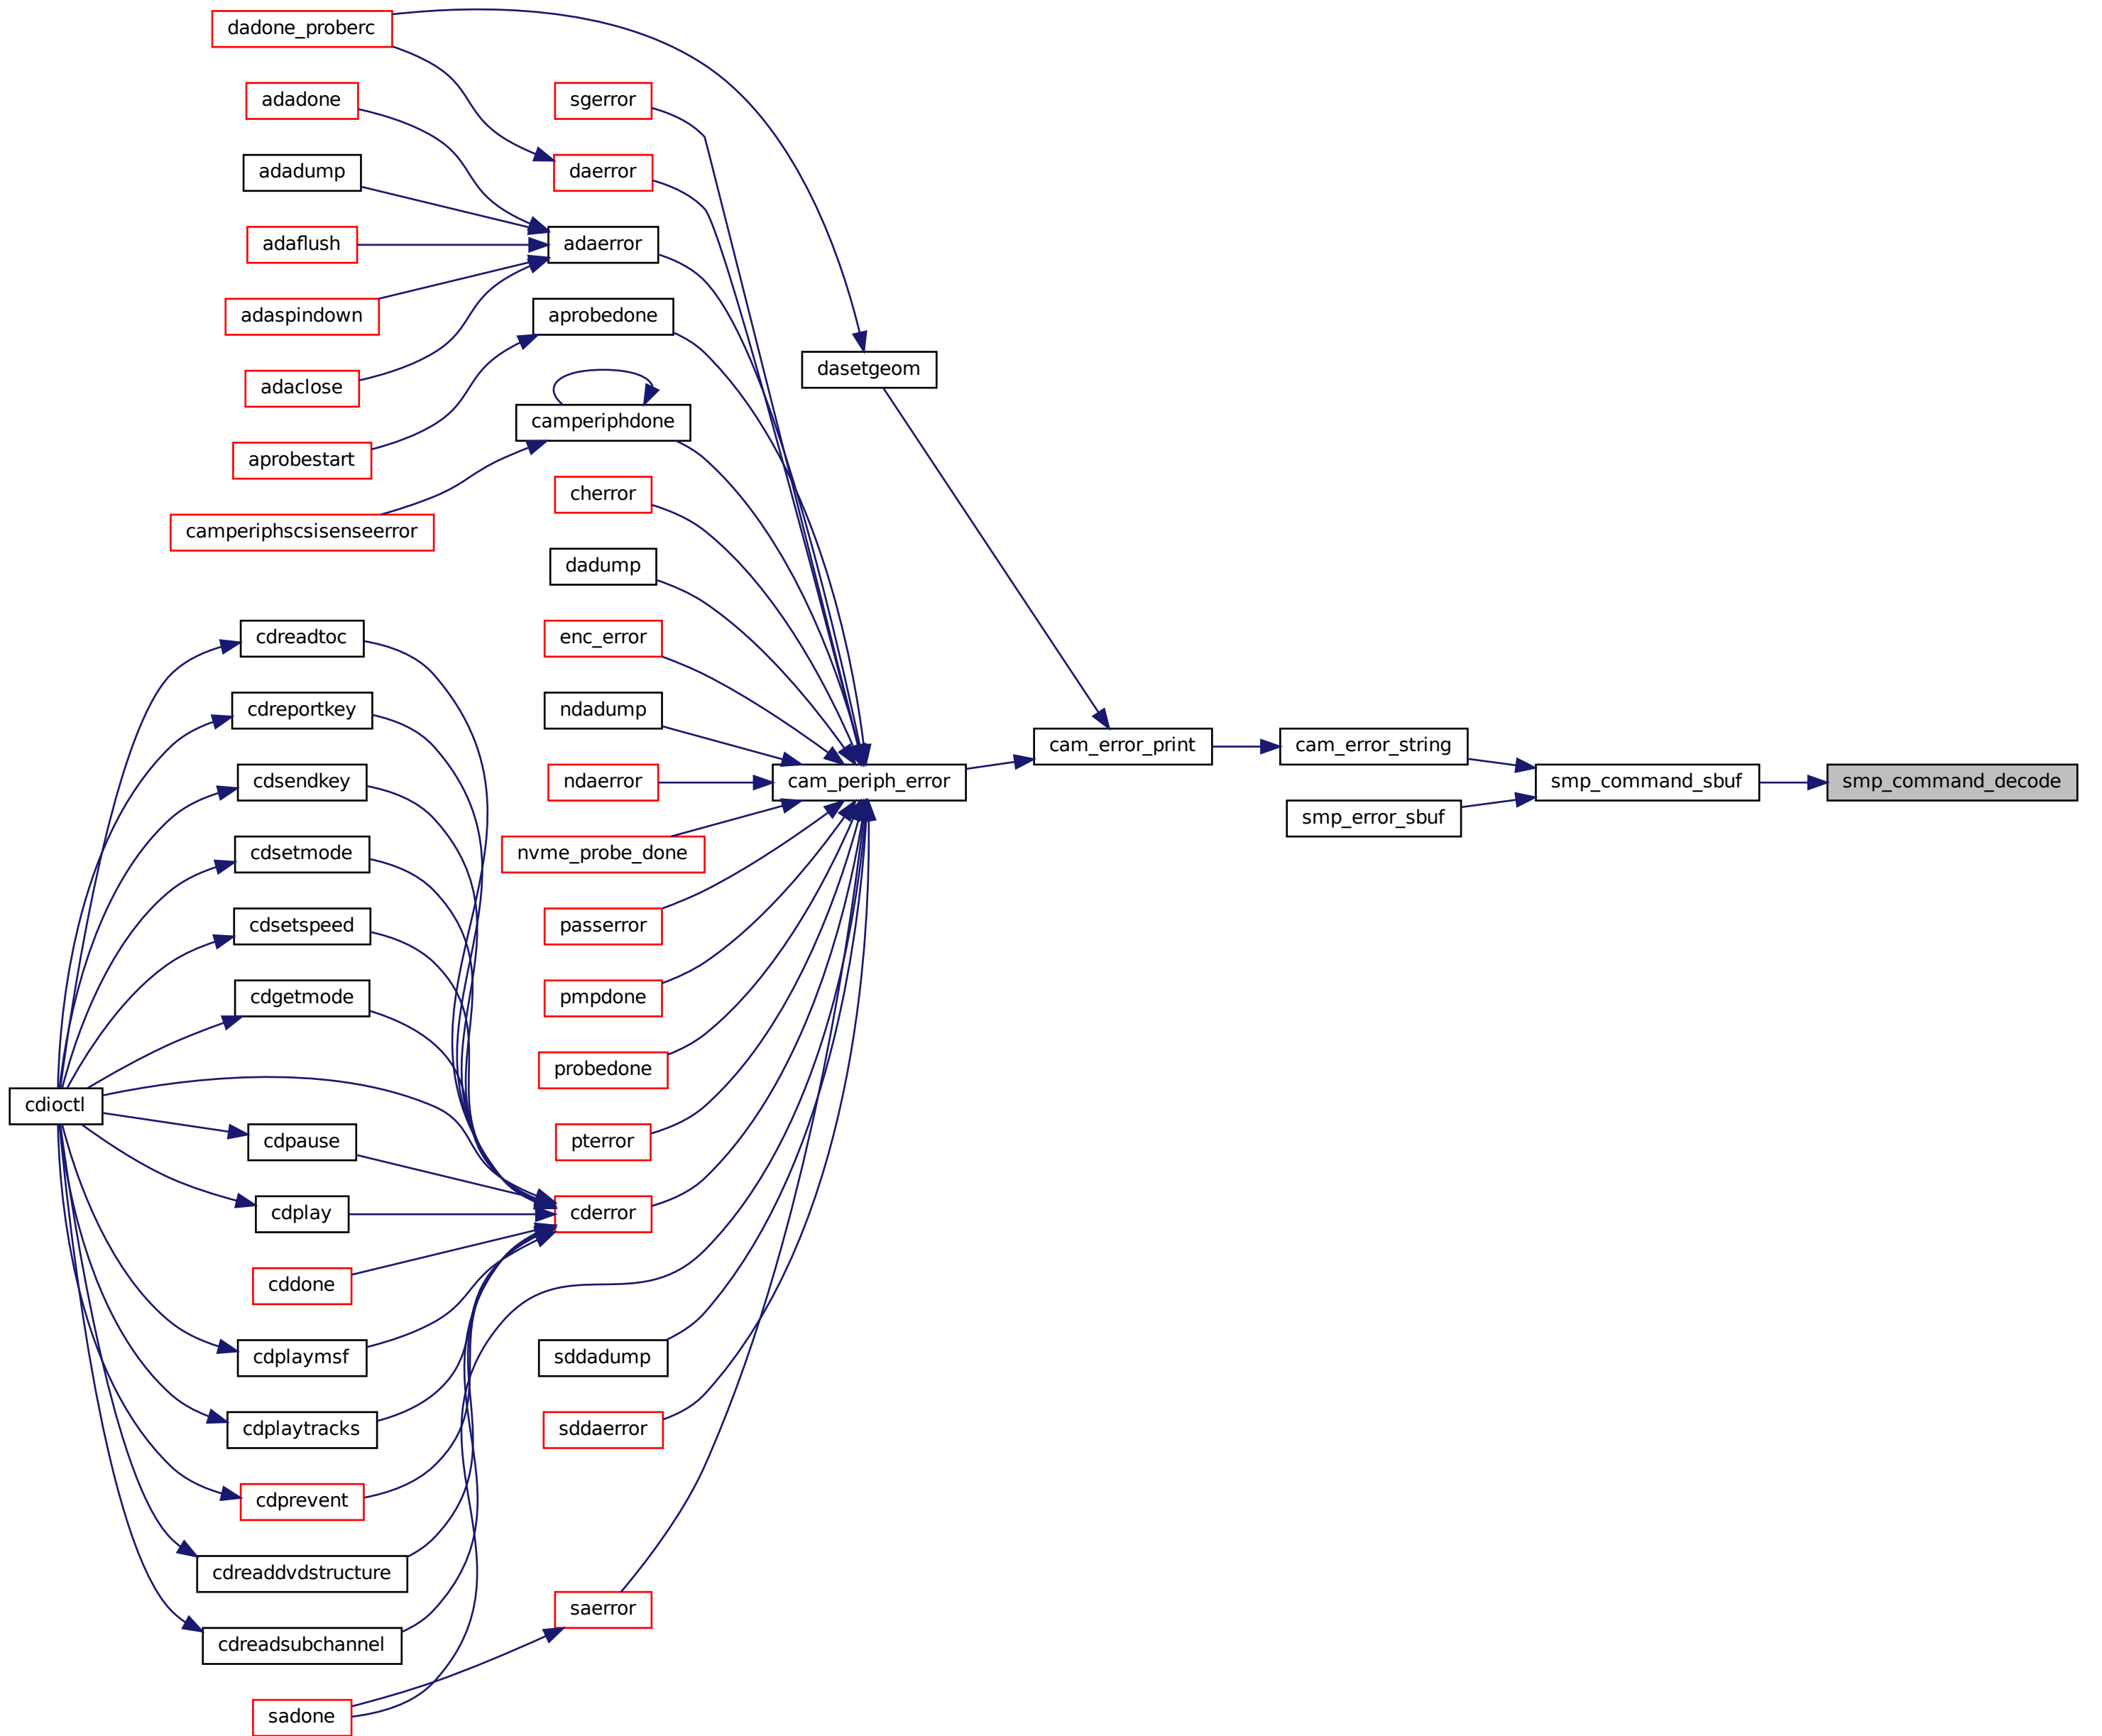 dadone_proberc
adadone
sgerror
adadump
daerror
adaflush
adaerror
adaspindown
aprobedone
dasetgeom
adaclose
camperiphdone
aprobestart
cherror
camperiphscsisenseerror
dadump
cdreadtoc
enc_error
cdreportkey
ndadump
cam_error_print
cam_error_string
cdsendkey
ndaerror
cam_periph_error
smp_command_sbuf
smp_command_decode
smp_error_sbuf
cdsetmode
nvme_probe_done
cdsetspeed
passerror
cdgetmode
pmpdone
probedone
cdioctl
cdpause
pterror
cdplay
cderror
cddone
cdplaymsf
sddadump
cdplaytracks
sddaerror
cdprevent
cdreaddvdstructure
saerror
cdreadsubchannel
sadone